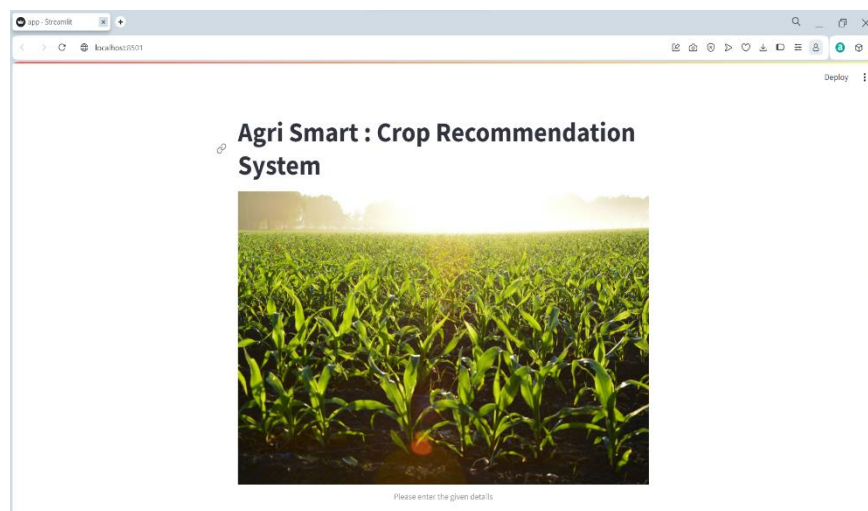 app · Streamlit
localhost:8501
Deploy
Agri Smart : Crop Recommendation
System
Please enter the given details